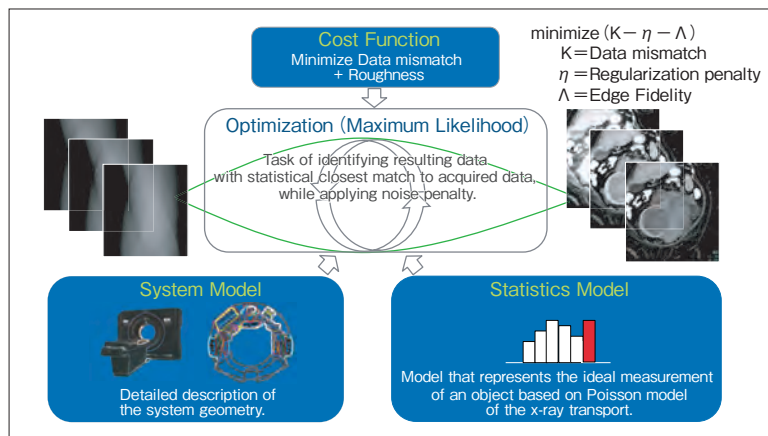 Cost Function
Minimize Data mismatch
+ Roughness
minimize (K − η − Λ)
K = Data mismatch
η = Regularization penalty
Λ = Edge Fidelity
Optimization (Maximum Likelihood)
Task of identifying resulting data
with statistical closest match to acquired data,
while applying noise penalty.
System Model
Detailed description of
the system geometry.
Statistics Model
Model that represents the ideal measurement
of an object based on Poisson model
of the x-ray transport.